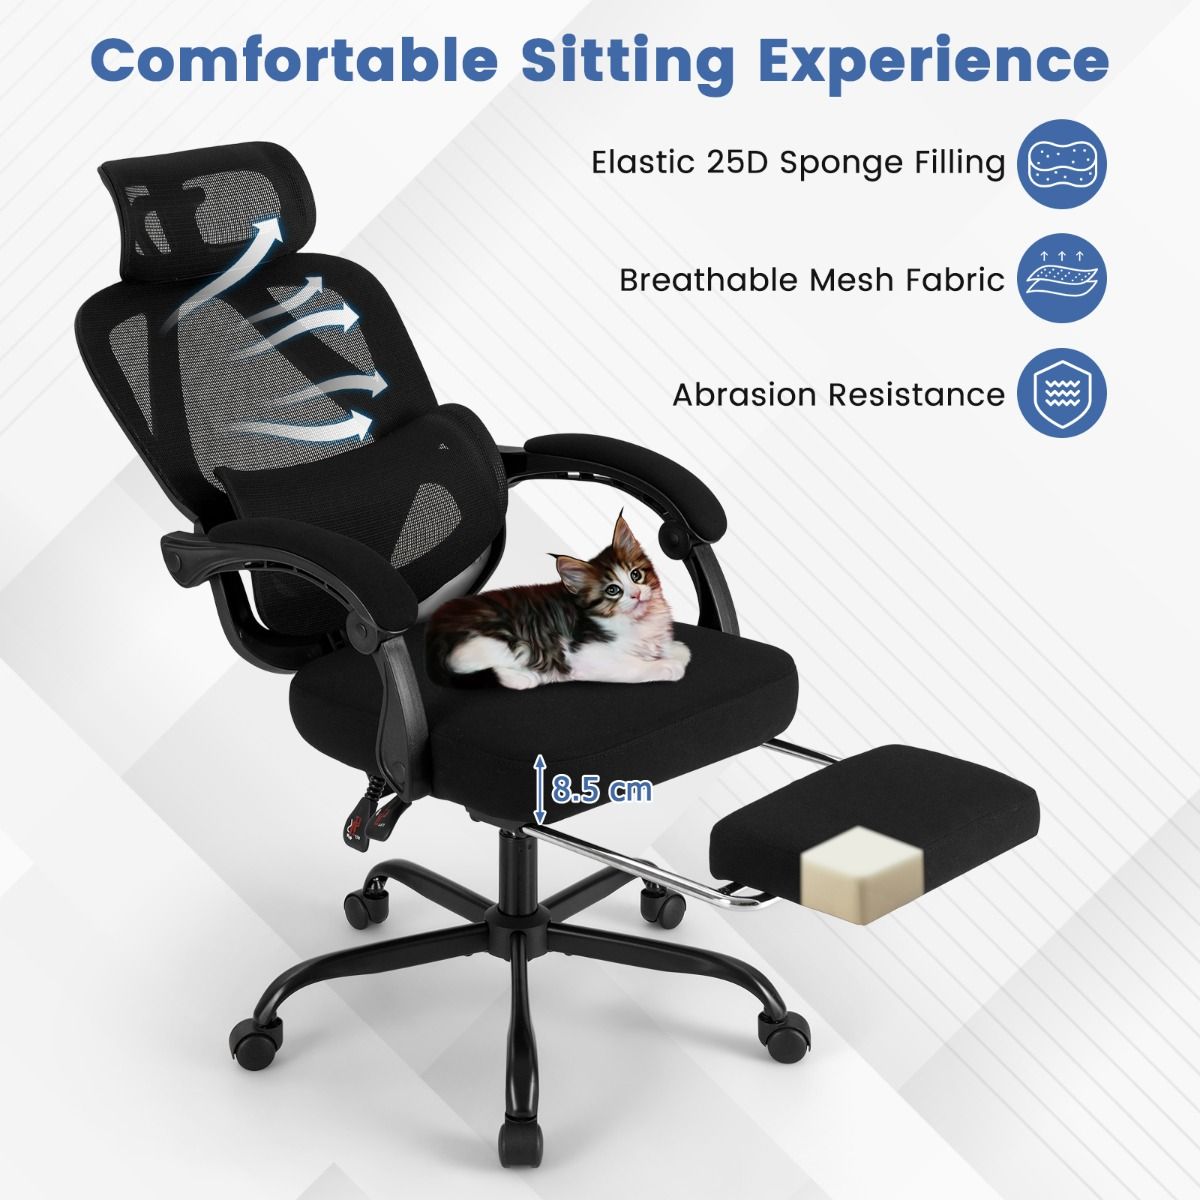 Comfortable Sitting Experience
Elastic 25D Sponge Filling
Breathable Mesh Fabric
Abrasion Resistance
8.5 cm